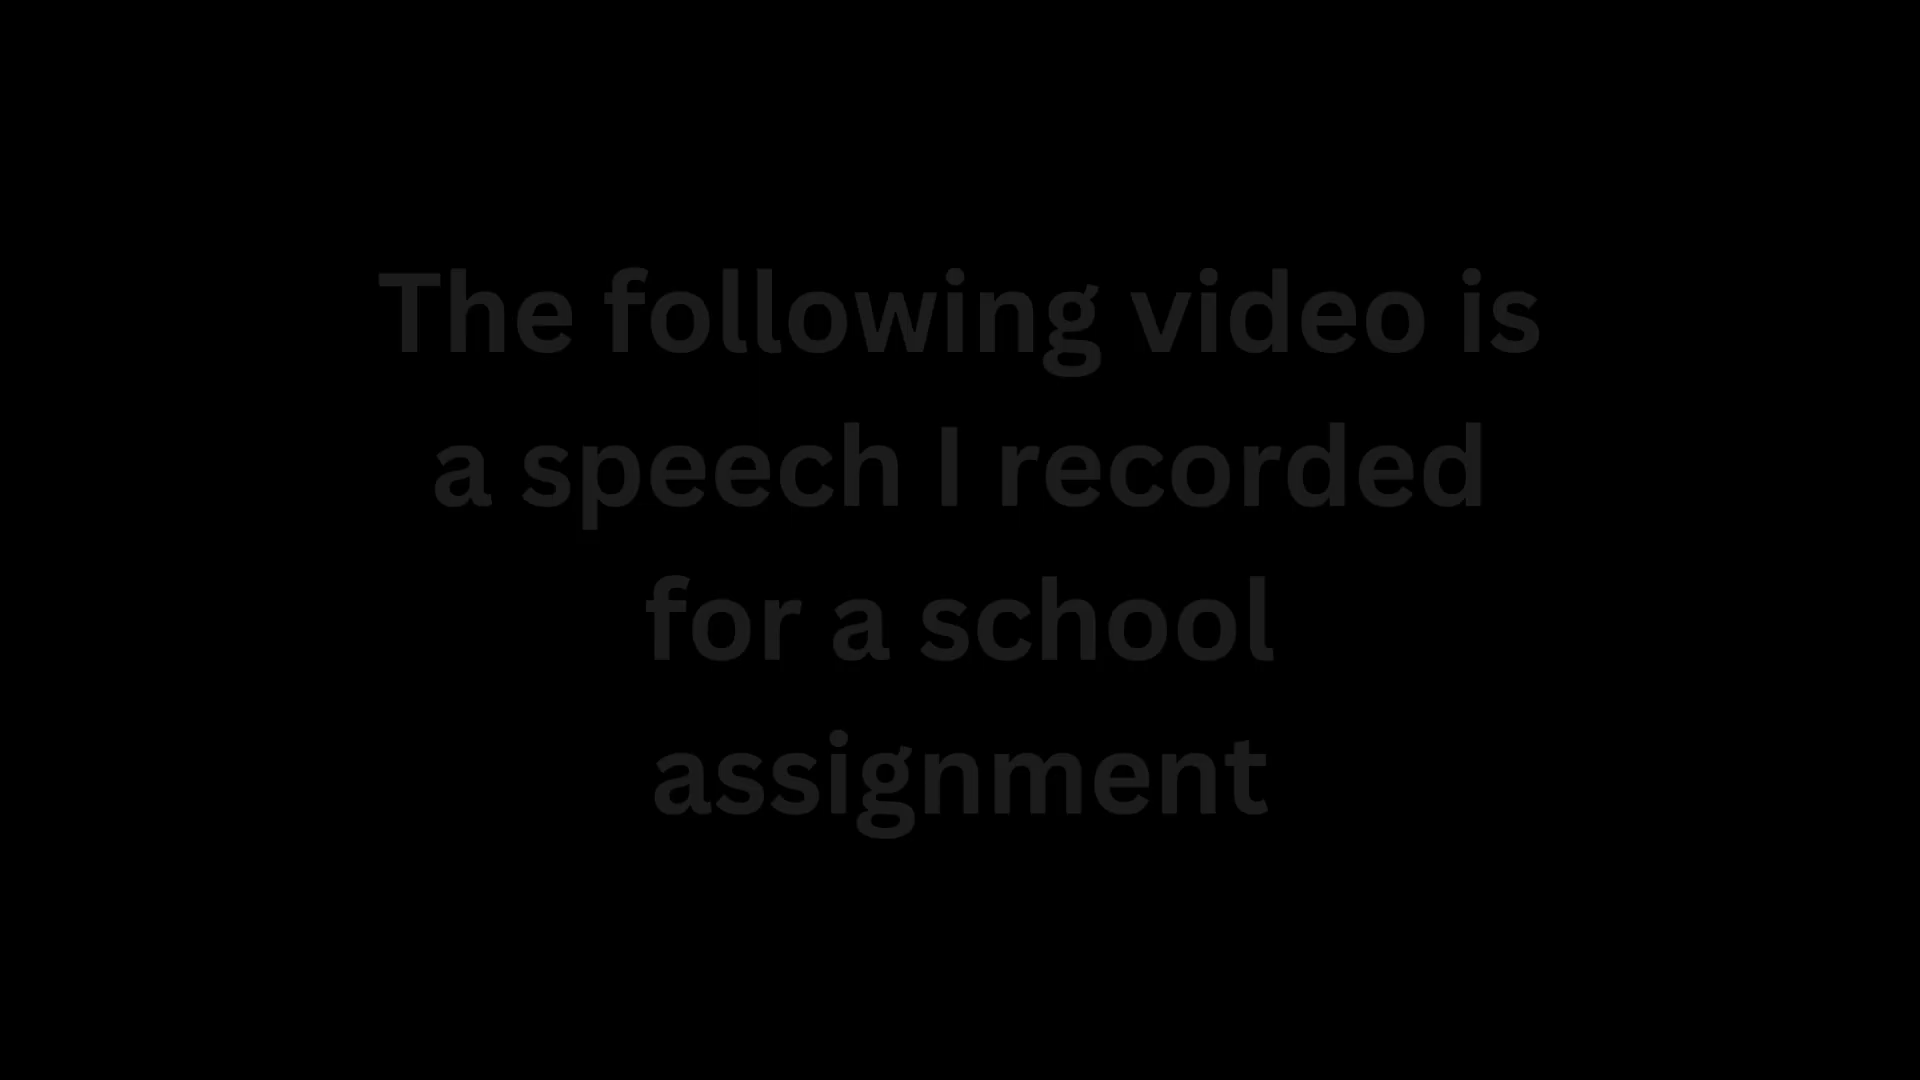 The following video is
a speech I recorded
for a school
assignment